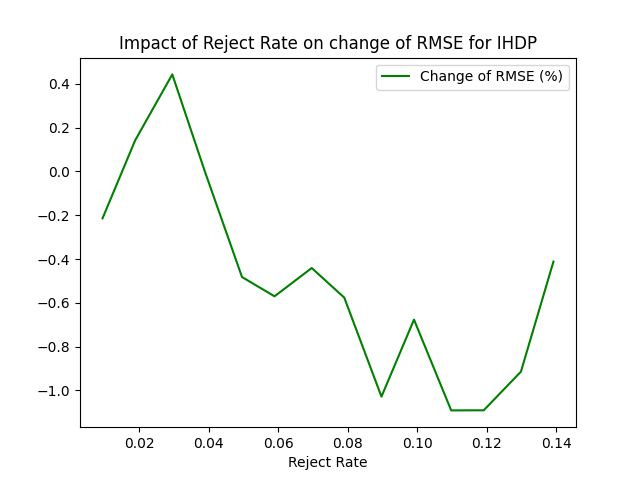 Impact of Reject Rate on change of RMSE for IHDP
Change of RMSE (%)
0.4
0.2
0.0
−0.2
−0.4
−0.6
−0.8
−1.0
0.02 0.04 0.06 0.08 0.10 0.12 0.14
Reject Rate